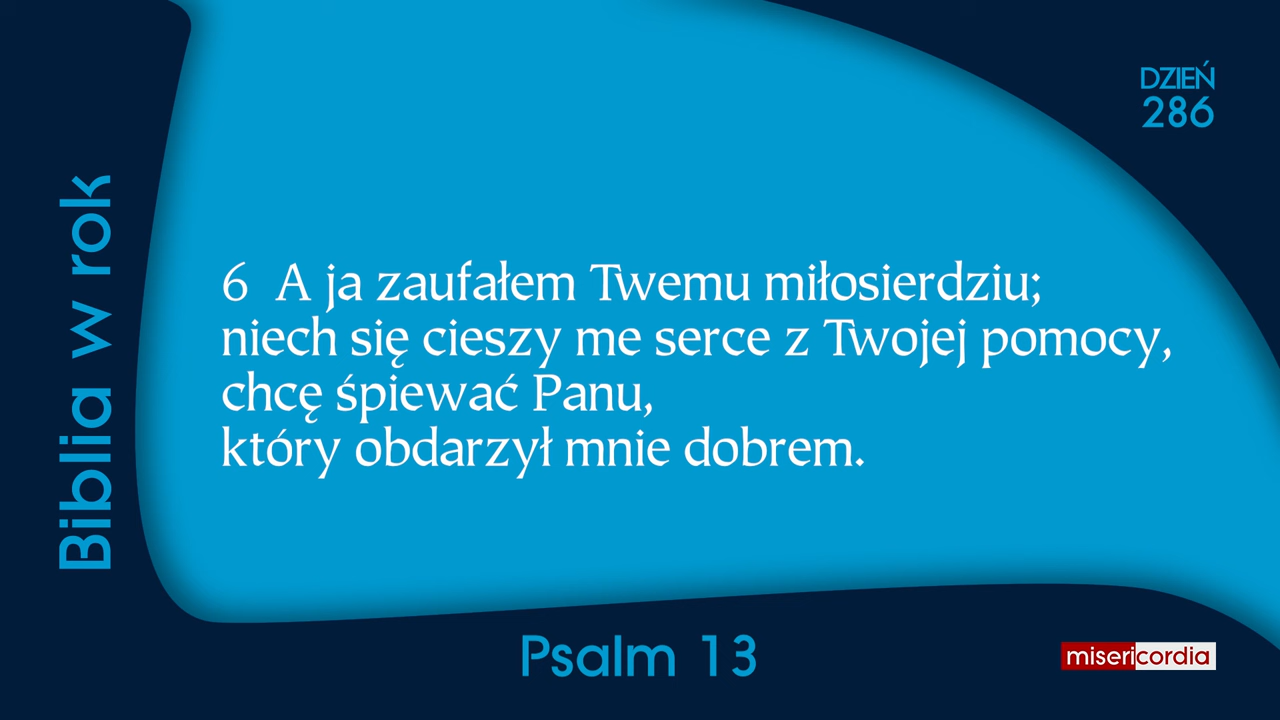 DZIEŃ
286
Biblia w rok
6 A ja zaufałem Twemu miłosierdziu;
niech się cieszy me serce z Twojej pomocy,
chcę śpiewać Panu,
który obdarzył mnie dobrem.
Psalm 13
misericordia